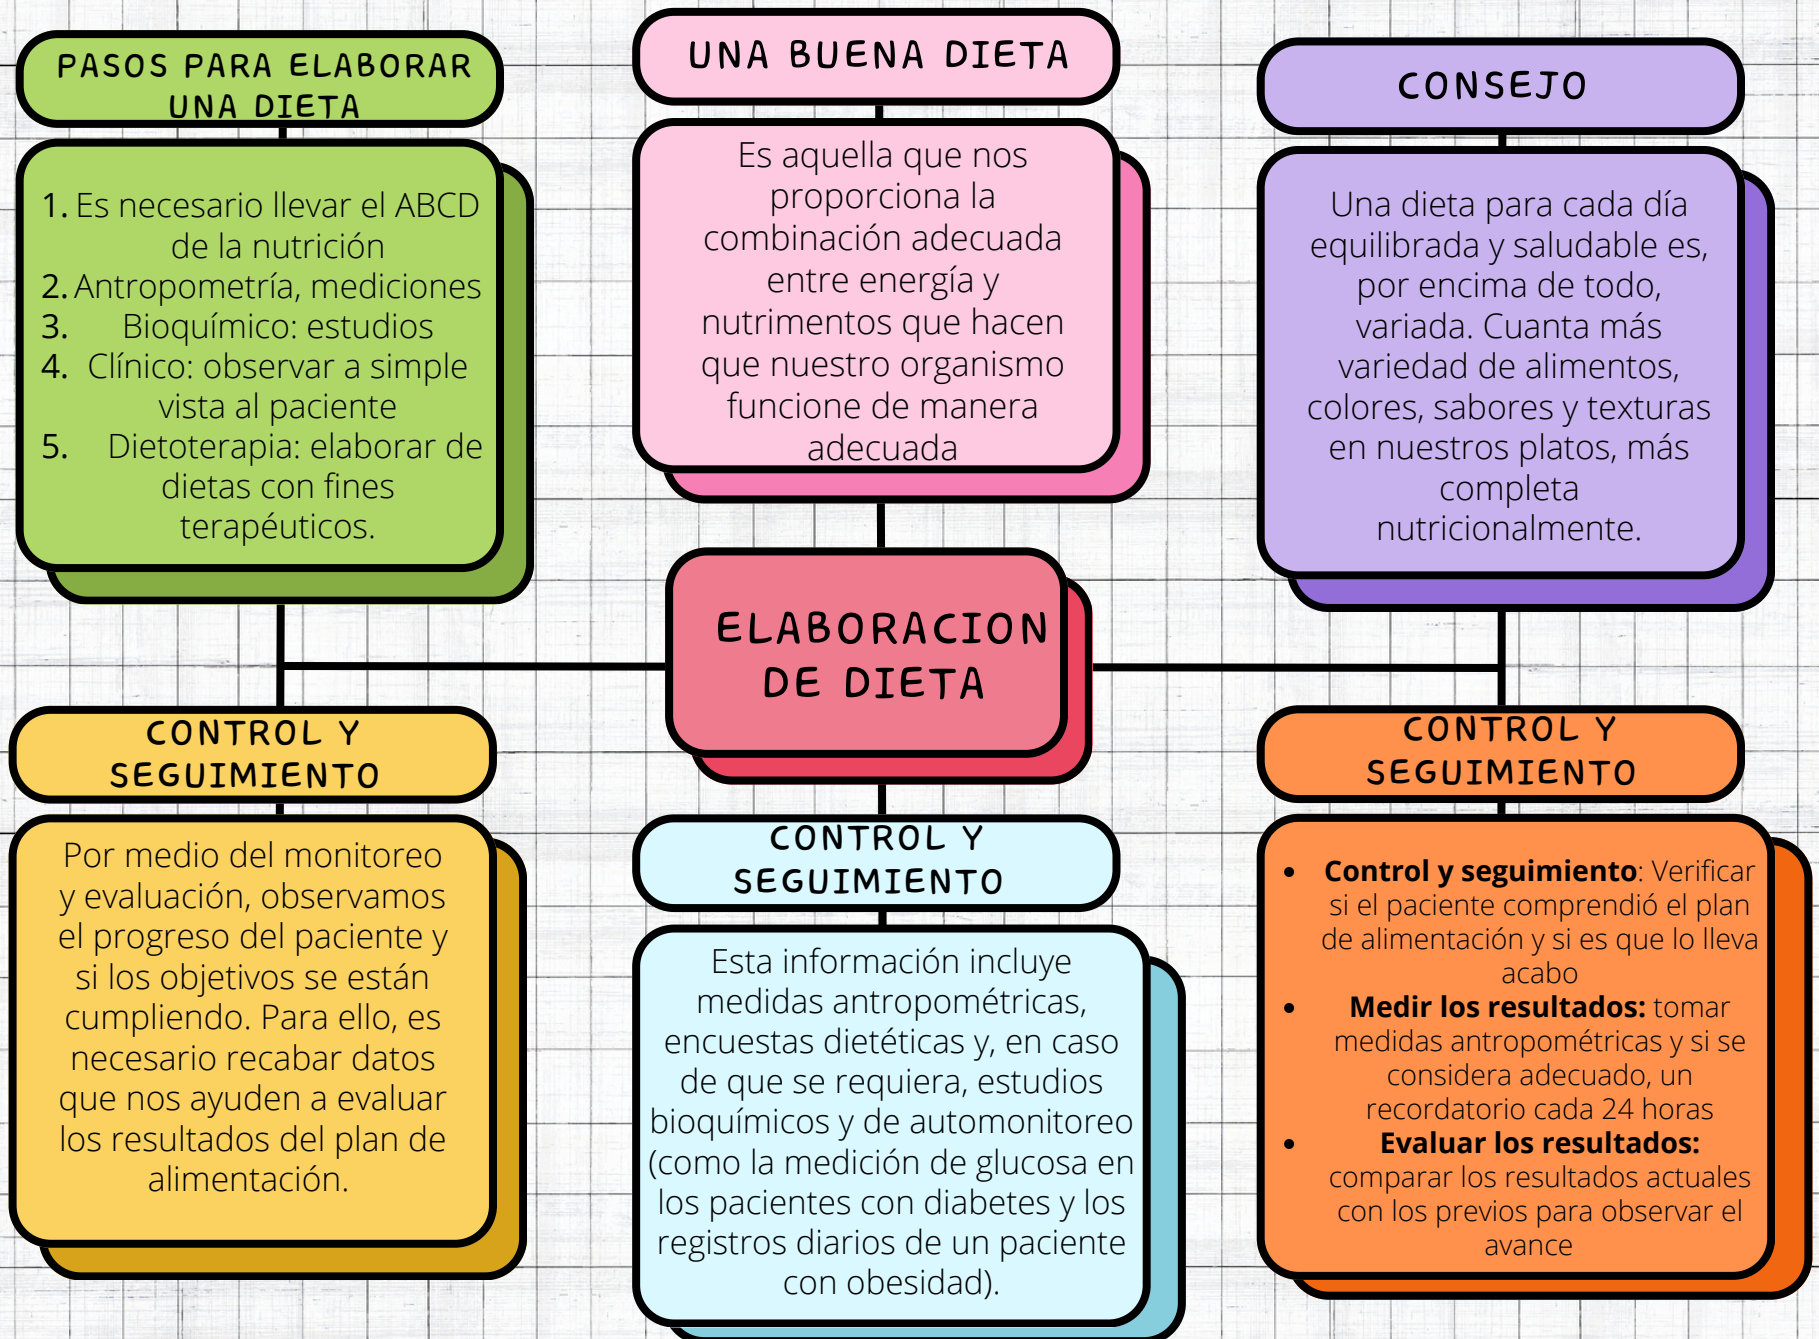 PASOS PARA ELABORAR
UNA DIETA
1. Es necesario llevar el ABCD
de la nutrición
2. Antropometría, mediciones
3. Bioquímico: estudios
4. Clínico: observar a simple
vista al paciente
5. Dietoterapia: elaborar de
dietas con fines
terapéuticos.
UNA BUENA DIETA
Es aquella que nos
proporciona la
combinación adecuada
entre energía y
nutrimentos que hacen
que nuestro organismo
funcione de manera
adecuada
CONSEJO
Una dieta para cada día
equilibrada y saludable es,
por encima de todo,
variada. Cuanta más
variedad de alimentos,
colores, sabores y texturas
en nuestros platos, más
completa
nutricionalmente.
ELABORACION
DE DIETA
CONTROL Y
SEGUIMIENTO
Por medio del monitoreo
y evaluación, observamos
el progreso del paciente y
si los objetivos se están
cumpliendo. Para ello, es
necesario recabar datos
que nos ayuden a evaluar
los resultados del plan de
alimentación.
CONTROL Y
SEGUIMIENTO
Esta información incluye
medidas antropométricas,
encuestas dietéticas y, en caso
de que se requiera, estudios
bioquímicos y de automonitoreo
(como la medición de glucosa en
los pacientes con diabetes y los
registros diarios de un paciente
con obesidad).
CONTROL Y
SEGUIMIENTO
• Control y seguimiento: Verificar
si el paciente comprendió el plan
de alimentación y si es que lo lleva
acabo
• Medir los resultados: tomar
medidas antropométricas y si se
considera adecuado, un
recordatorio cada 24 horas
• Evaluar los resultados:
comparar los resultados actuales
con los previos para observar el
avance